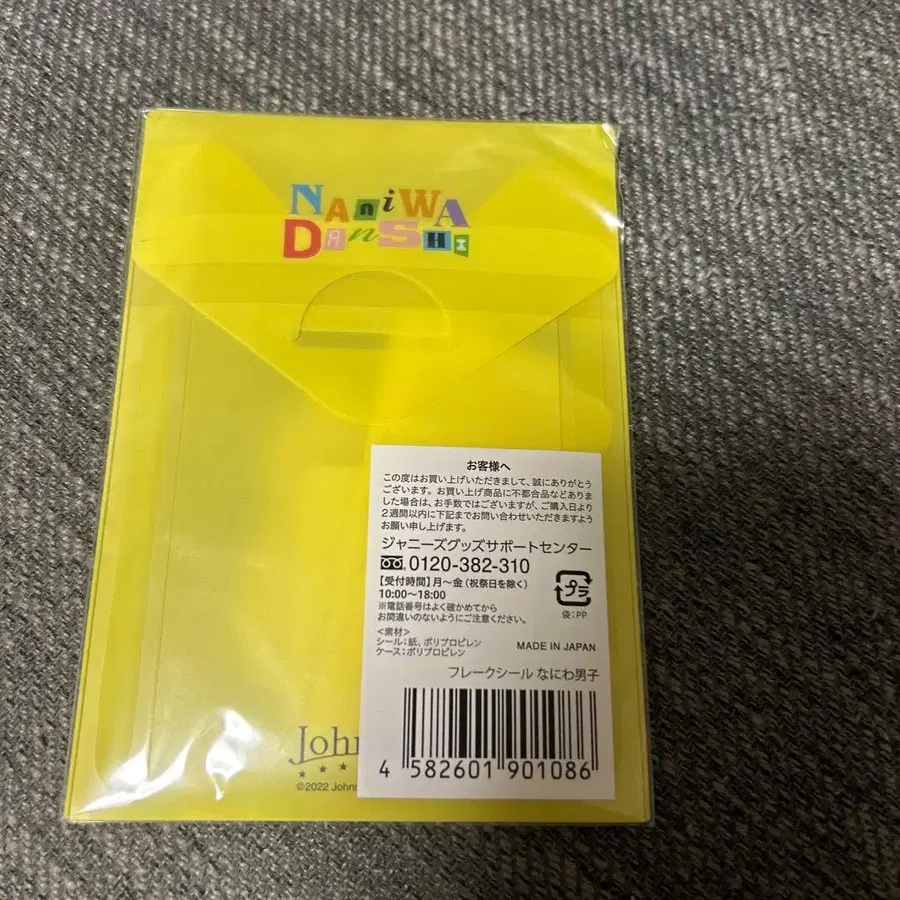 NANiWA
DANSHI
お客様へ
この度はお買い上げいただきまして、誠にありがとう
ございます。お買い上げ商品に不都合品などありま
した場合は、お手数ではございますが、ご購入日より
2週間以内に下記までお問い合わせいただきますよう
お願い申し上げます。
ジャニーズグッズサポートセンター
0120-382-310
【受付時間】月〜金(祝祭日を除く)
10:00〜18:00
※電話番号はよく確かめてから
お間違いのないようにご注意ください。
プラ
袋:PP
<素材>
シール:紙、ポリプロピレン
ケース:ポリプロピレン
MADE IN JAPAN
フレークシール なにわ男子
4 582601 901086
John
©2022 Johnn